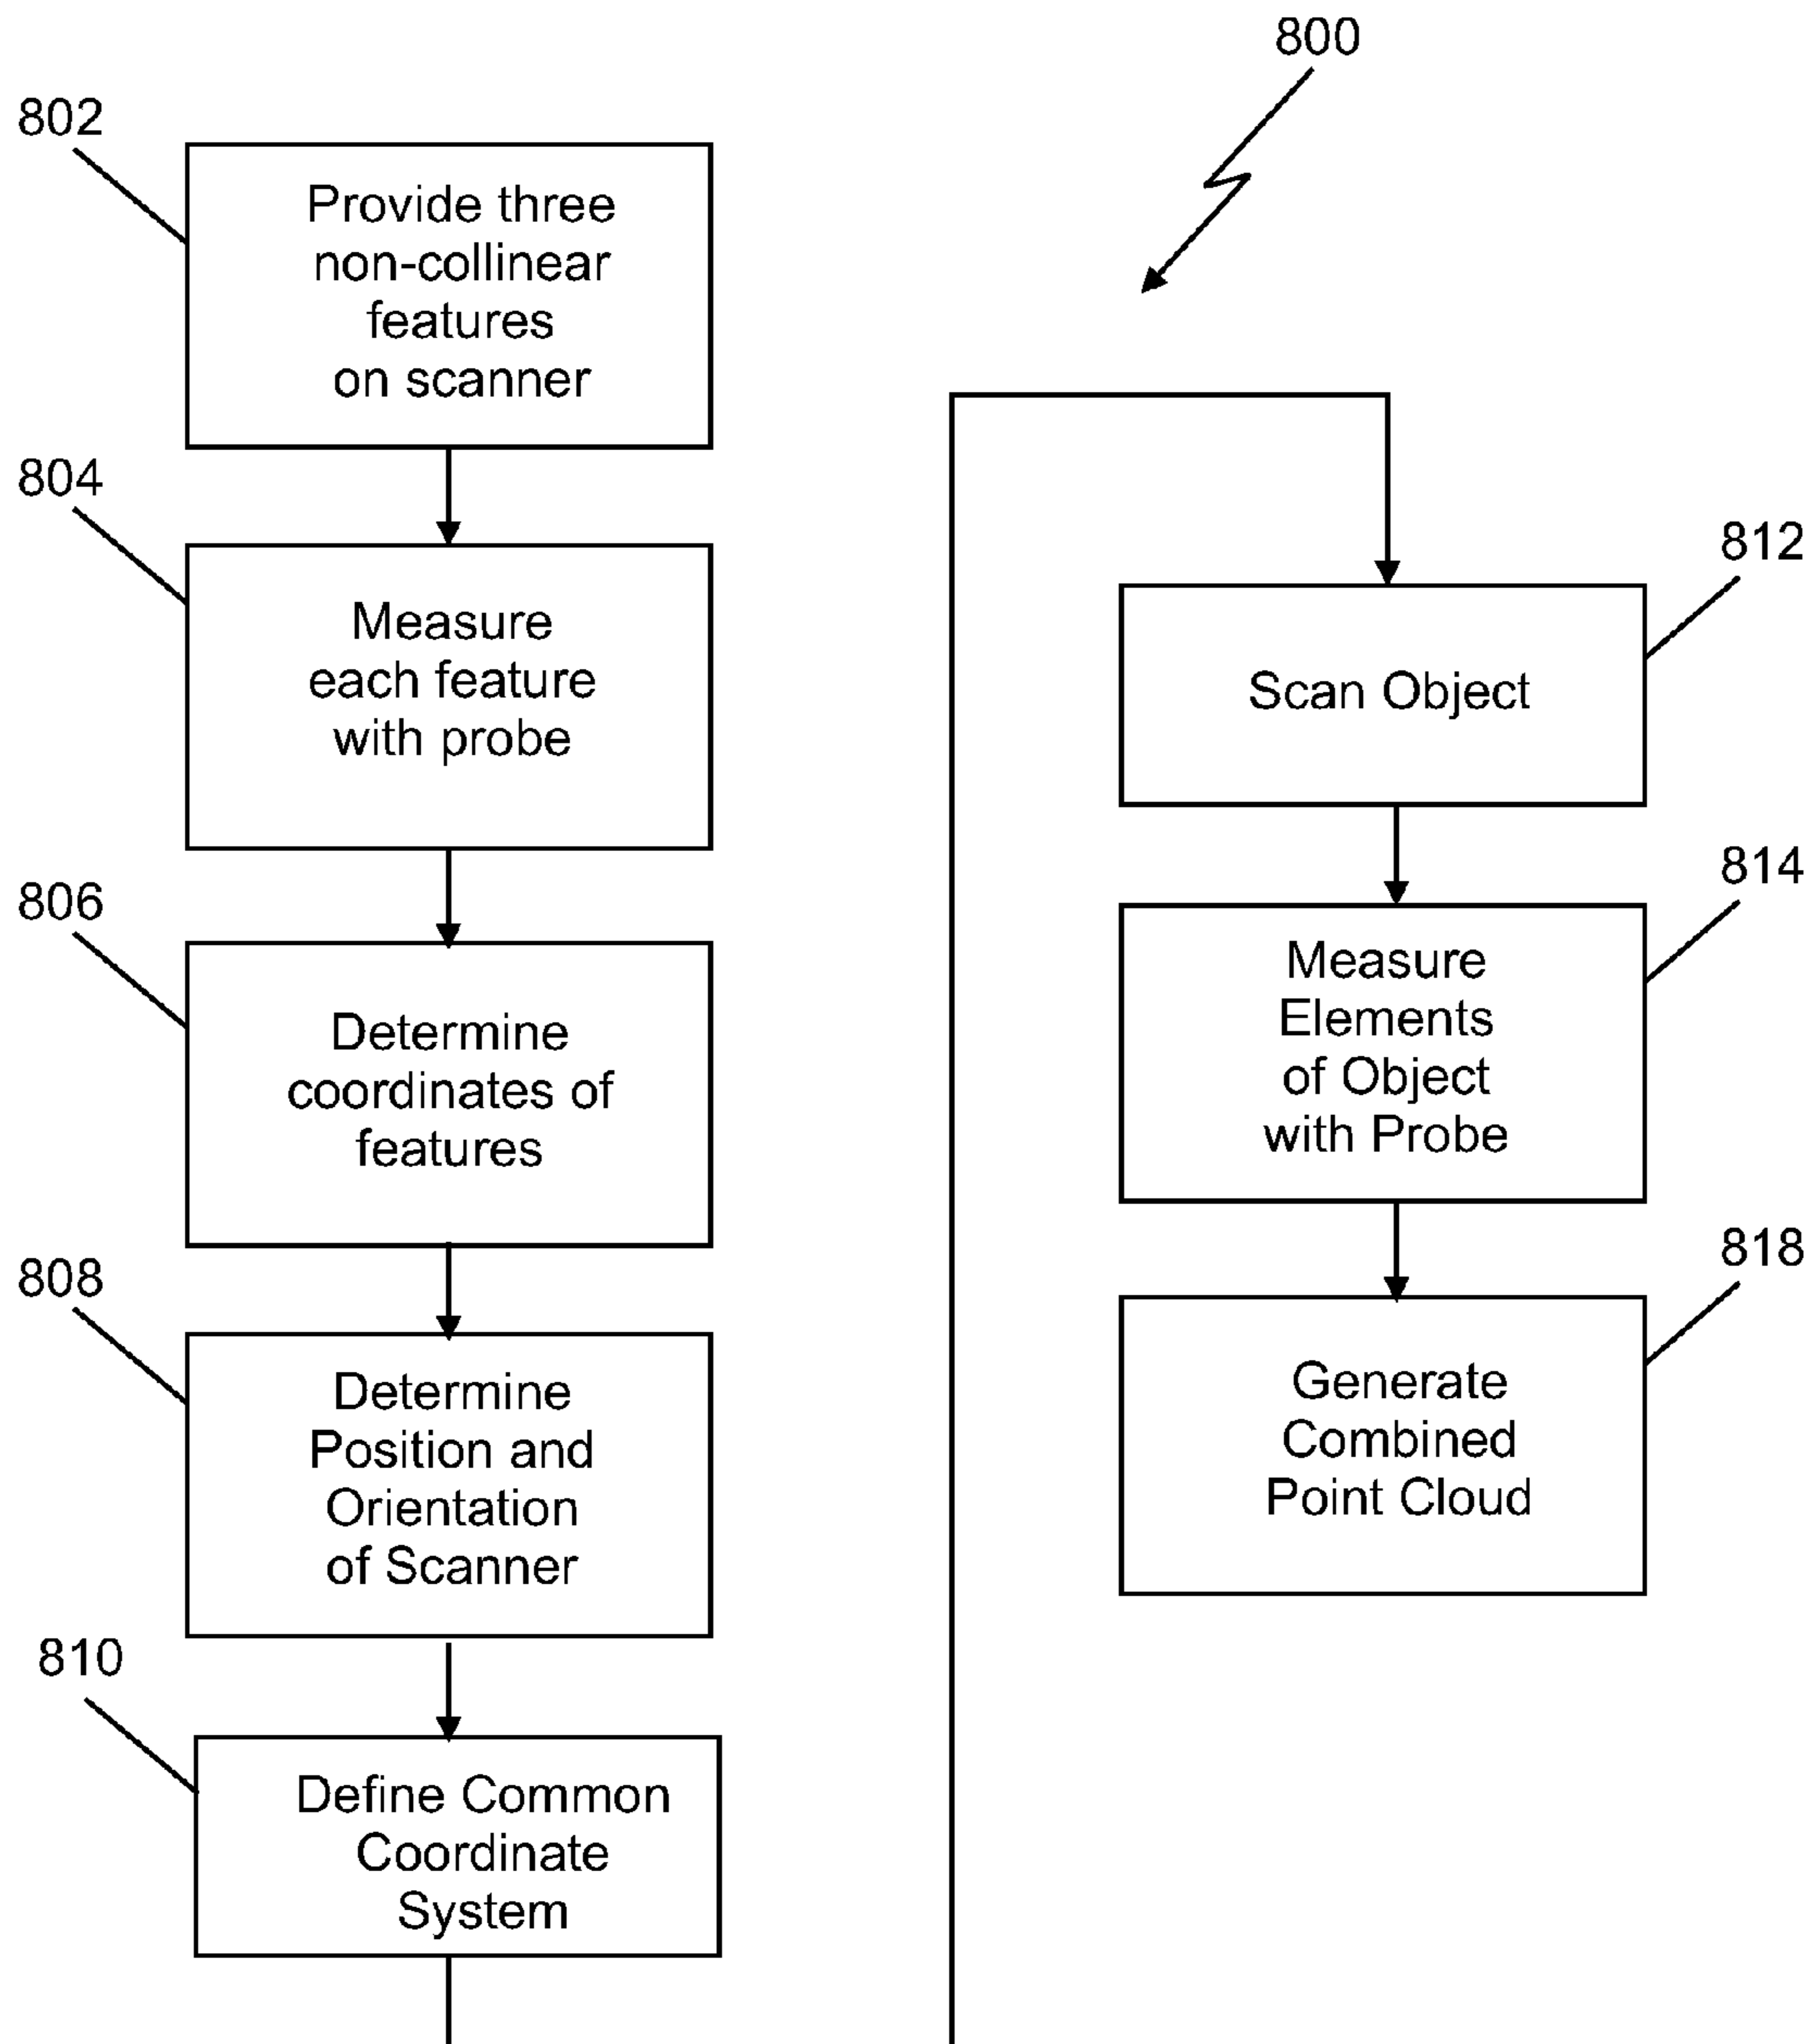 800
802
Provide three
non-collinear
features
on scanner
804
Measure
each feature
with probe
806
Determine
coordinates of
features
808
Determine
Position and
Orientation
of Scanner
810
Define Common
Coordinate
System
812
Scan Object
814
Measure
Elements
of Object
with Probe
818
Generate
Combined
Point Cloud